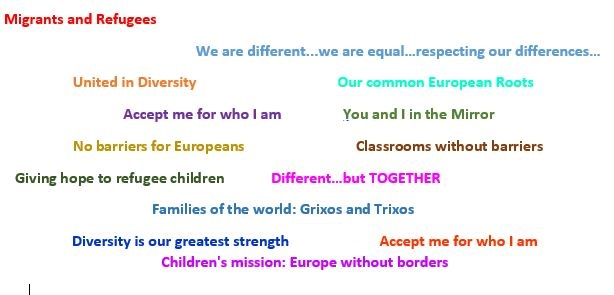 Migrants and Refugees
We are different...we are equal...respecting our differences...
United in Diversity Our common European Roots
Accept me for who I am You and I in the Mirror
No barriers for Europeans Classrooms without barriers
Giving hope to refugee children Different...but TOGETHER
Families of the world: Grixos and Trixos
Diversity is our greatest strength Accept me for who I am
Children's mission: Europe without borders